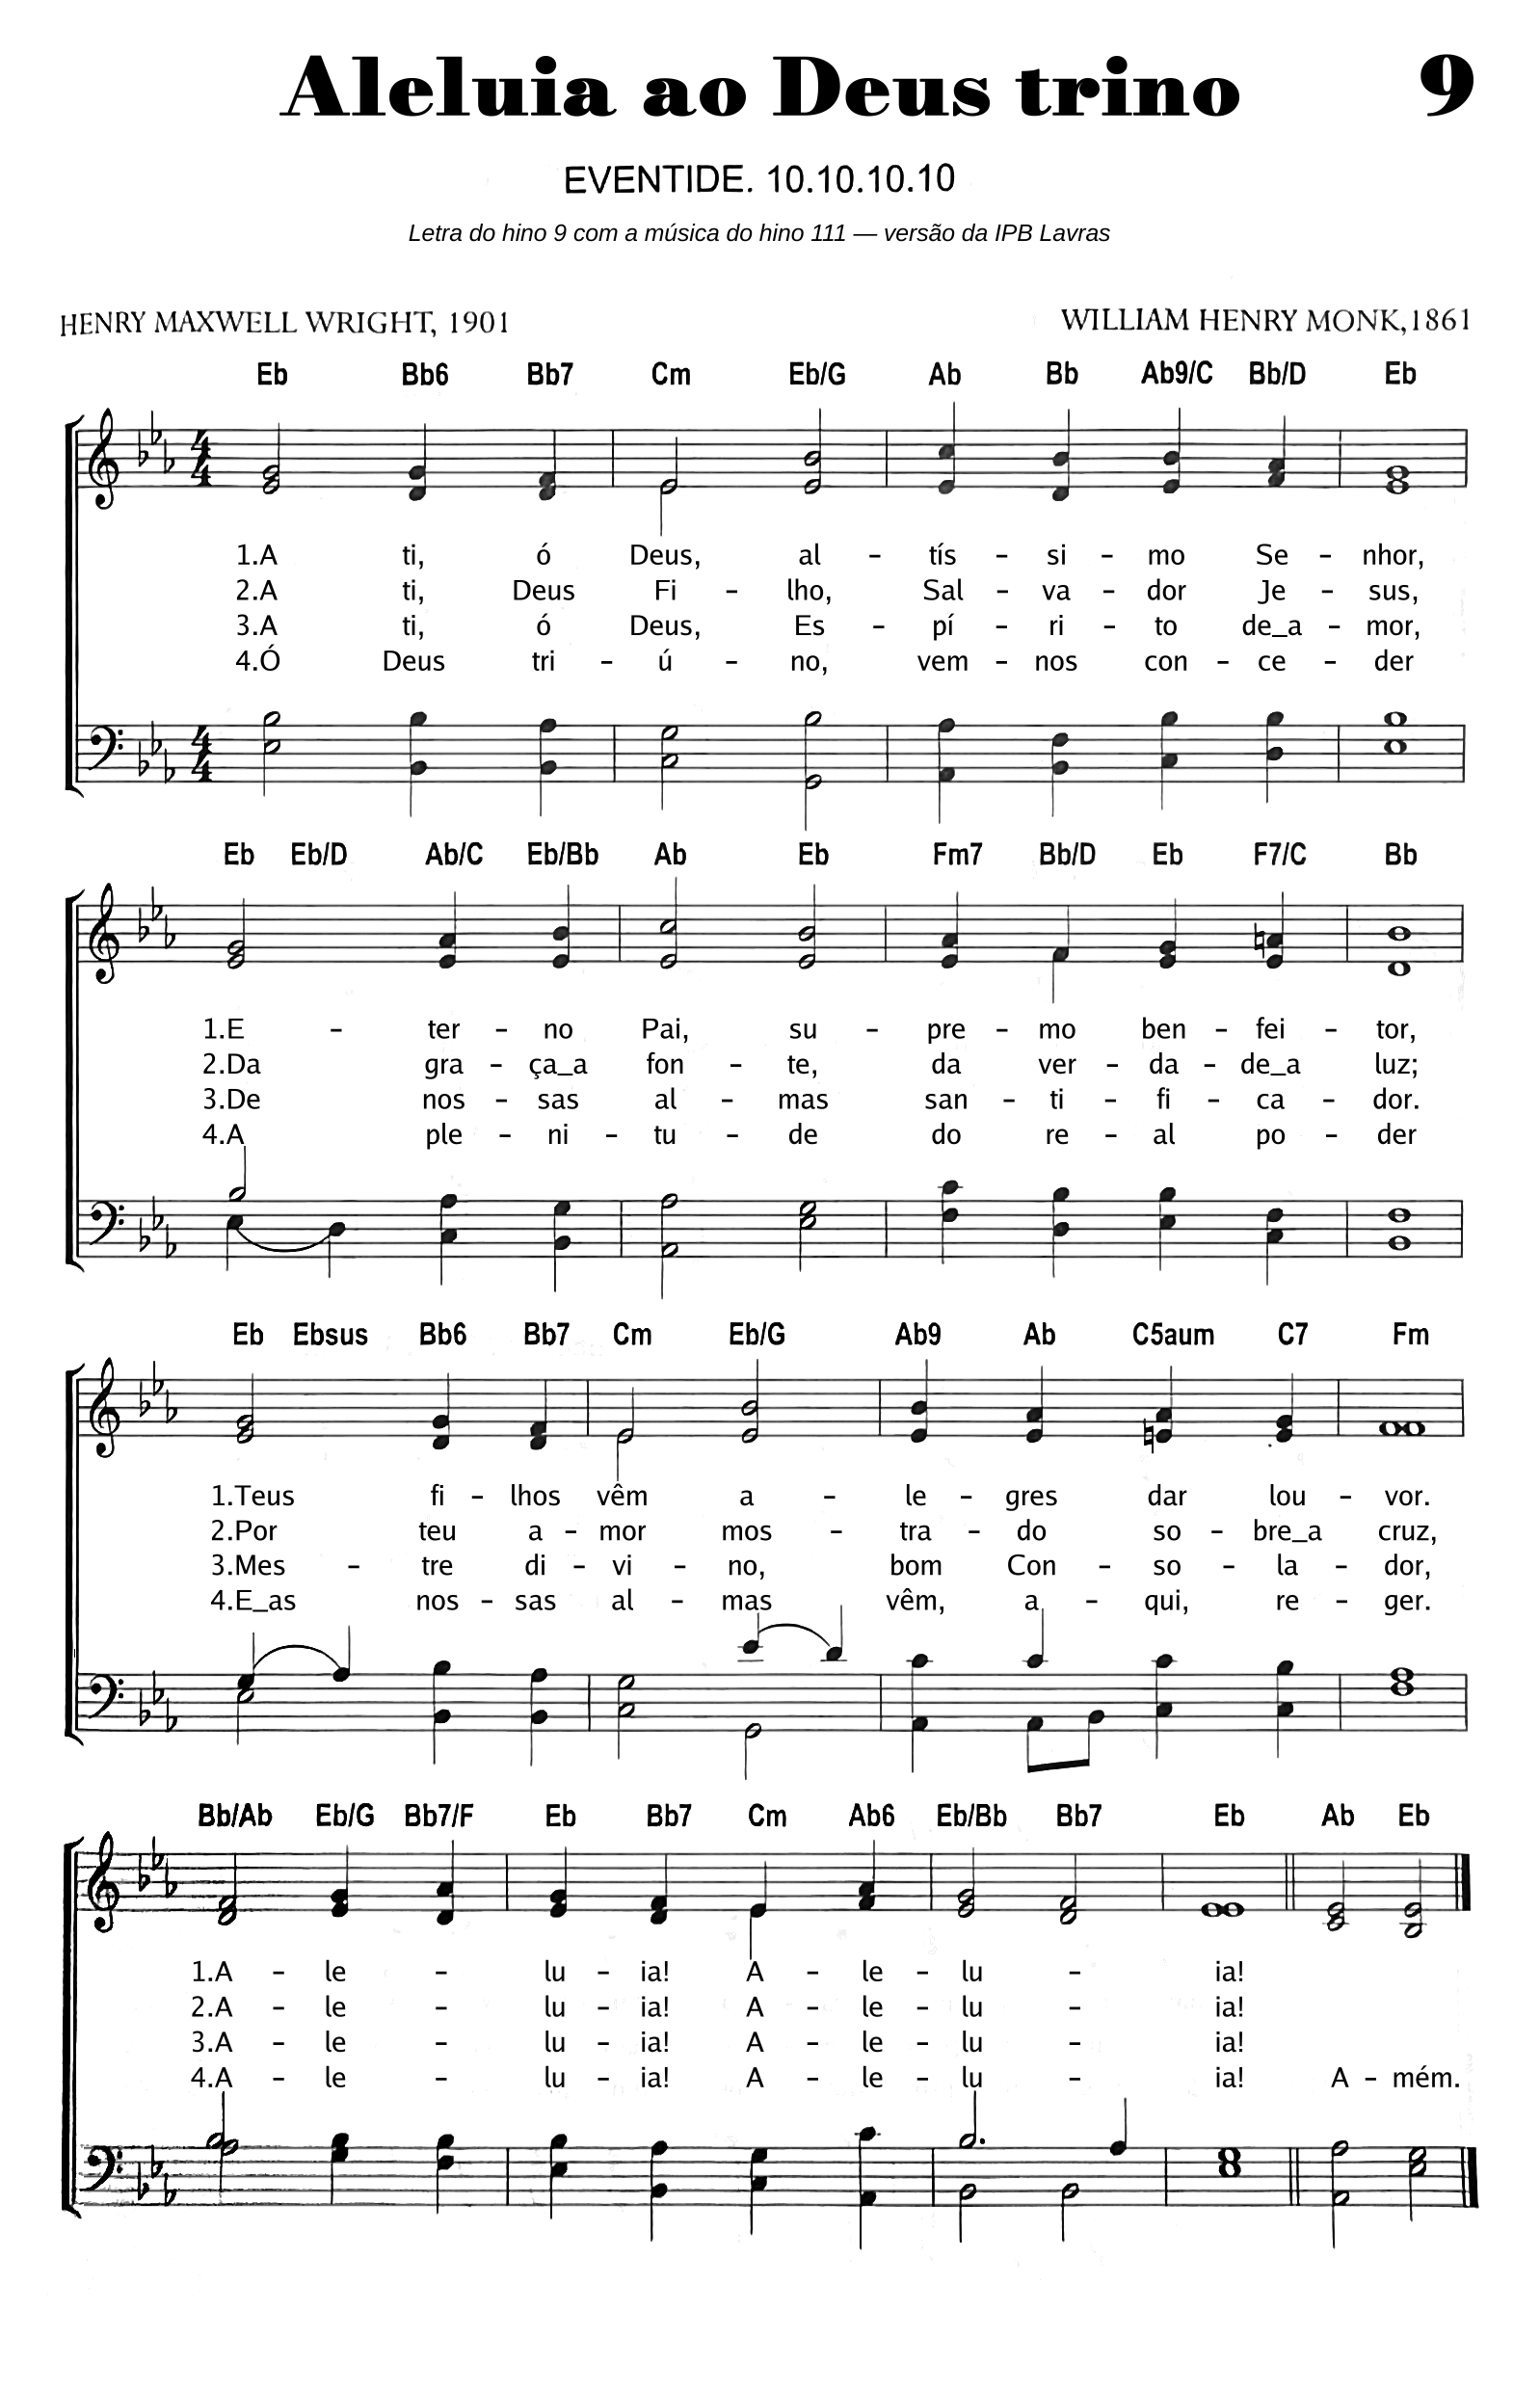 Aleluia ao Deus trino 9
EVENTIDE. 10.10.10.10
Letra do hino 9 com a música do hino 111 — versão da IPB Lavras
HENRY MAXWELL WRIGHT, 1901 WILLIAM HENRY MONK,1861
Eb Bb6 Bb7 Cm Eb/G Ab Bb Ab9/C Bb/D Eb
4 4
1.A ti, ó Deus, al - tís - si - mo Se - nhor,
2.A ti, Deus Fi - lho, Sal - va - dor Je - sus,
3.A ti, ó Deus, Es - pí - ri - to de_a - mor,
4.Ó Deus tri - ú - no, vem - nos con - ce - der
4 4
Eb Eb/D Ab/C Eb/Bb Ab Eb Fm7 Bb/D Eb F7/C Bb
1.E - ter - no Pai, su - pre - mo ben - fei - tor,
2.Da gra - ça_a fon - te, da ver - da - de_a luz;
3.De nos - sas al - mas san - ti - fi - ca - dor.
4.A ple - ni - tu - de do re - al po - der
Eb Ebsus Bb6 Bb7 Cm Eb/G Ab9 Ab C5aum C7 Fm
1.Teus fi - lhos vêm a - le - gres dar lou - vor.
2.Por teu a - mor mos - tra - do so - bre_a cruz,
3.Mes - tre di - vi - no, bom Con - so - la - dor,
4.E_as nos - sas al - mas vêm, a - qui, re - ger.
Bb/Ab Eb/G Bb7/F Eb Bb7 Cm Ab6 Eb/Bb Bb7 Eb Ab Eb
1.A - le - lu - ia! A - le - lu - ia!
2.A - le - lu - ia! A - le - lu - ia!
3.A - le - lu - ia! A - le - lu - ia!
4.A - le - lu - ia! A - le - lu - ia! A - mém.